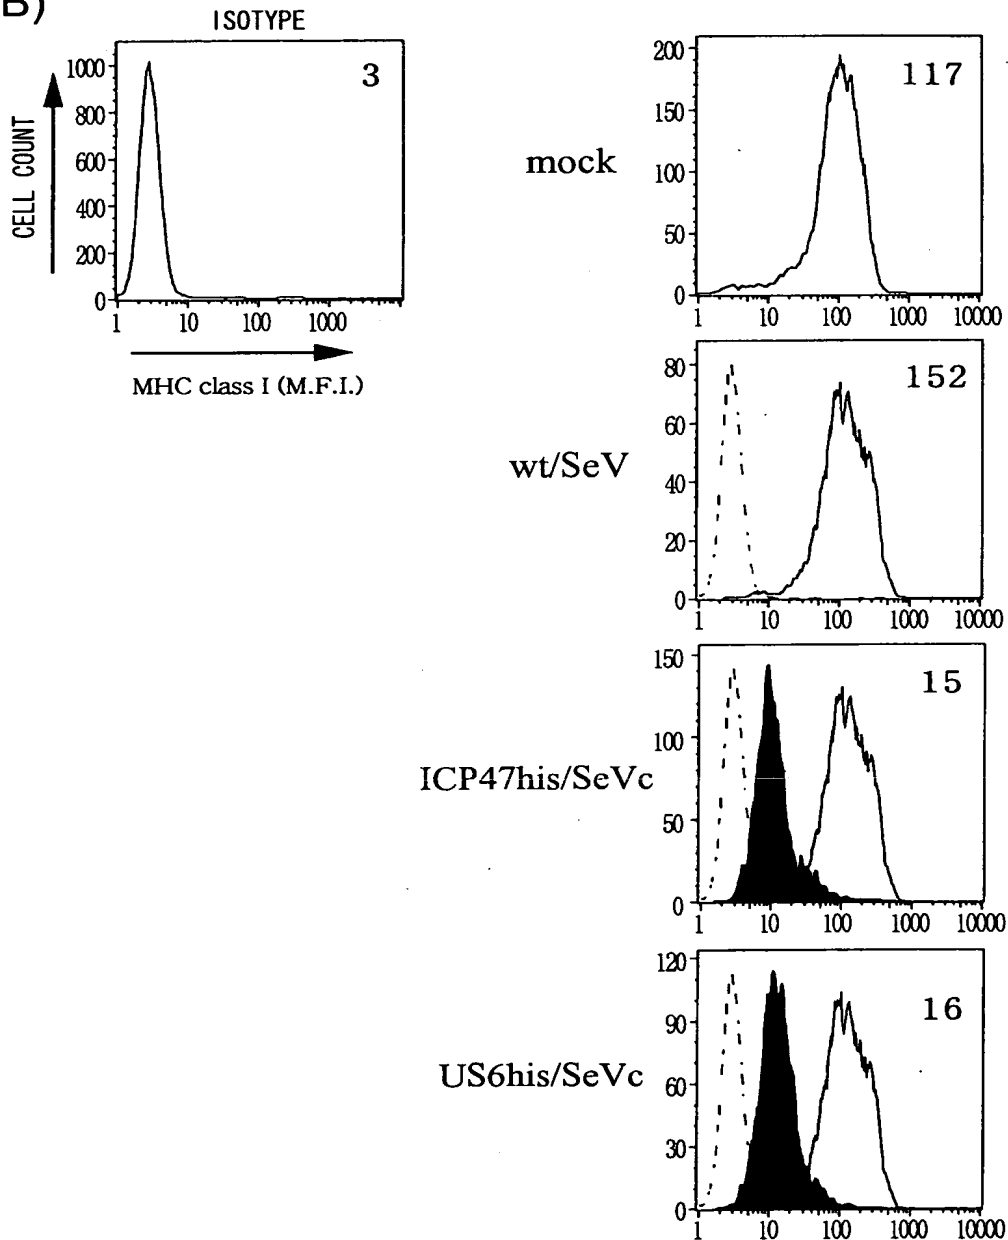 B)
ISOTYPE
3
1000
800
600
400
200
0
1 10 100 1000
CELL COUNT
MHC class I (M.F.I.)
mock
117
200
150
100
50
0
1 10 100 1000 10000
wt/SeV
152
80
60
40
20
0
1 10 100 1000 10000
ICP47his/SeVc
15
150
100
50
0
1 10 100 1000 10000
US6his/SeVc
16
120
90
60
30
0
1 10 100 1000 10000